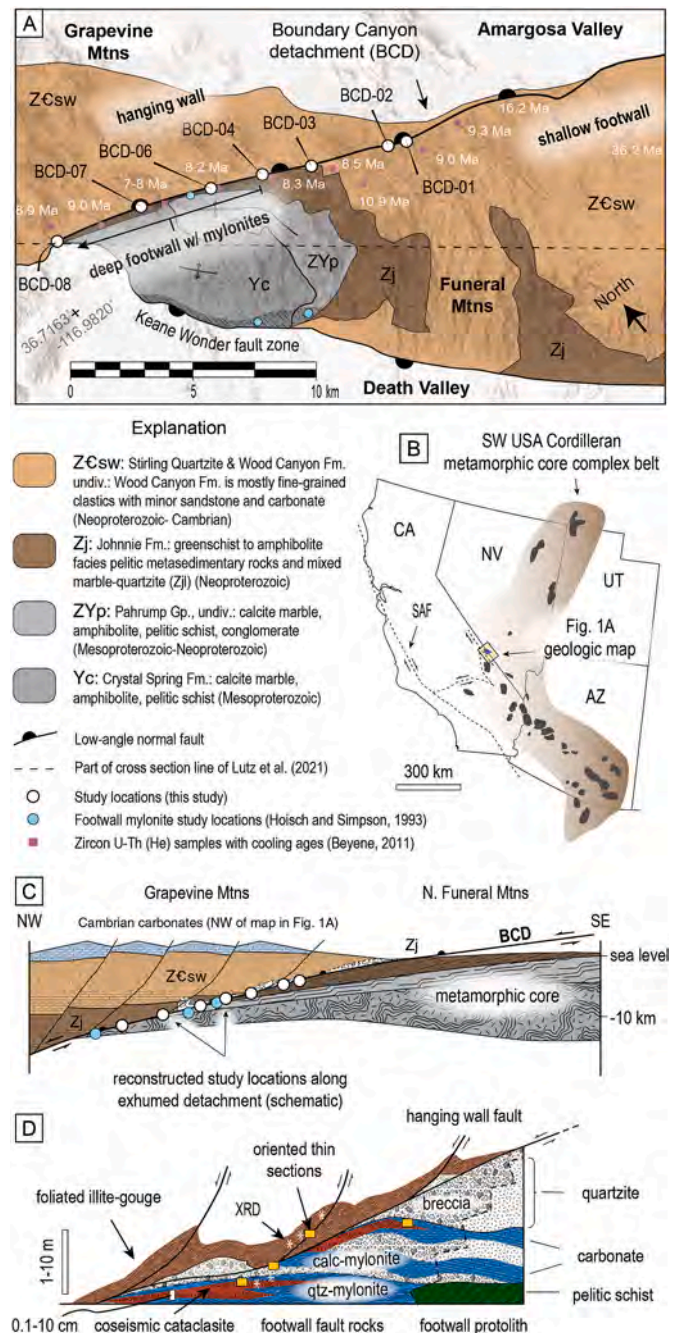 A
Grapevine
Mtns
Boundary Canyon
detachment (BCD)
Amargosa Valley
ZЄsw
hanging wall
BCD-02
16.2 Ma
shallow footwall
BCD-04
BCD-03
9.3 Ma
BCD-06
36.2 Ma
BCD-07
8.2 Ma
8.5 Ma
9.0 Ma
BCD-01
7-8 Ma
8.3 Ma
8.9 Ma
9.0 Ma
10.9 Ma
ZЄsw
deep footwall w/ mylonites
ZYp
BCD-08
Yc
Zj
Funeral
Mtns
North
36.7163°
-116.9820°
Keane Wonder fault zone
Zj
0
5
10 km
Death Valley
Explanation
ZЄsw: Stirling Quartzite & Wood Canyon Fm.
undiv.: Wood Canyon Fm. is mostly fine-grained
clastics with minor sandstone and carbonate
(Neoproterozoic- Cambrian)
Zj: Johnnie Fm.: greenschist to amphibolite
facies pelitic metasedimentary rocks and mixed
marble-quartzite (Zjl) (Neoproterozoic)
ZYp: Pahrump Gp., undiv.: calcite marble,
amphibolite, pelitic schist, conglomerate
(Mesoproterozoic-Neoproterozoic)
Yc: Crystal Spring Fm.: calcite marble,
amphibolite, pelitic schist (Mesoproterozoic)
Low-angle normal fault
Part of cross section line of Lutz et al. (2021)
Study locations (this study)
Footwall mylonite study locations (Hoisch and Simpson, 1993)
Zircon U-Th (He) samples with cooling ages (Beyene, 2011)
B
SW USA Cordilleran
metamorphic core complex belt
CA
NV
UT
SAF
Fig. 1A
geologic map
AZ
300 km
C
Grapevine Mtns
N. Funeral Mtns
NW
Cambrian carbonates (NW of map in Fig. 1A)
SE
Zj
BCD
sea level
ZЄsw
metamorphic core
Zj
-10 km
reconstructed study locations along
exhumed detachment (schematic)
D
hanging wall fault
oriented thin
sections
foliated illite-gouge
XRD
breccia
quartzite
1-10 m
calc-mylonite
carbonate
qtz-mylonite
pelitic schist
0.1-10 cm
coseismic cataclasite
footwall fault rocks
footwall protolith